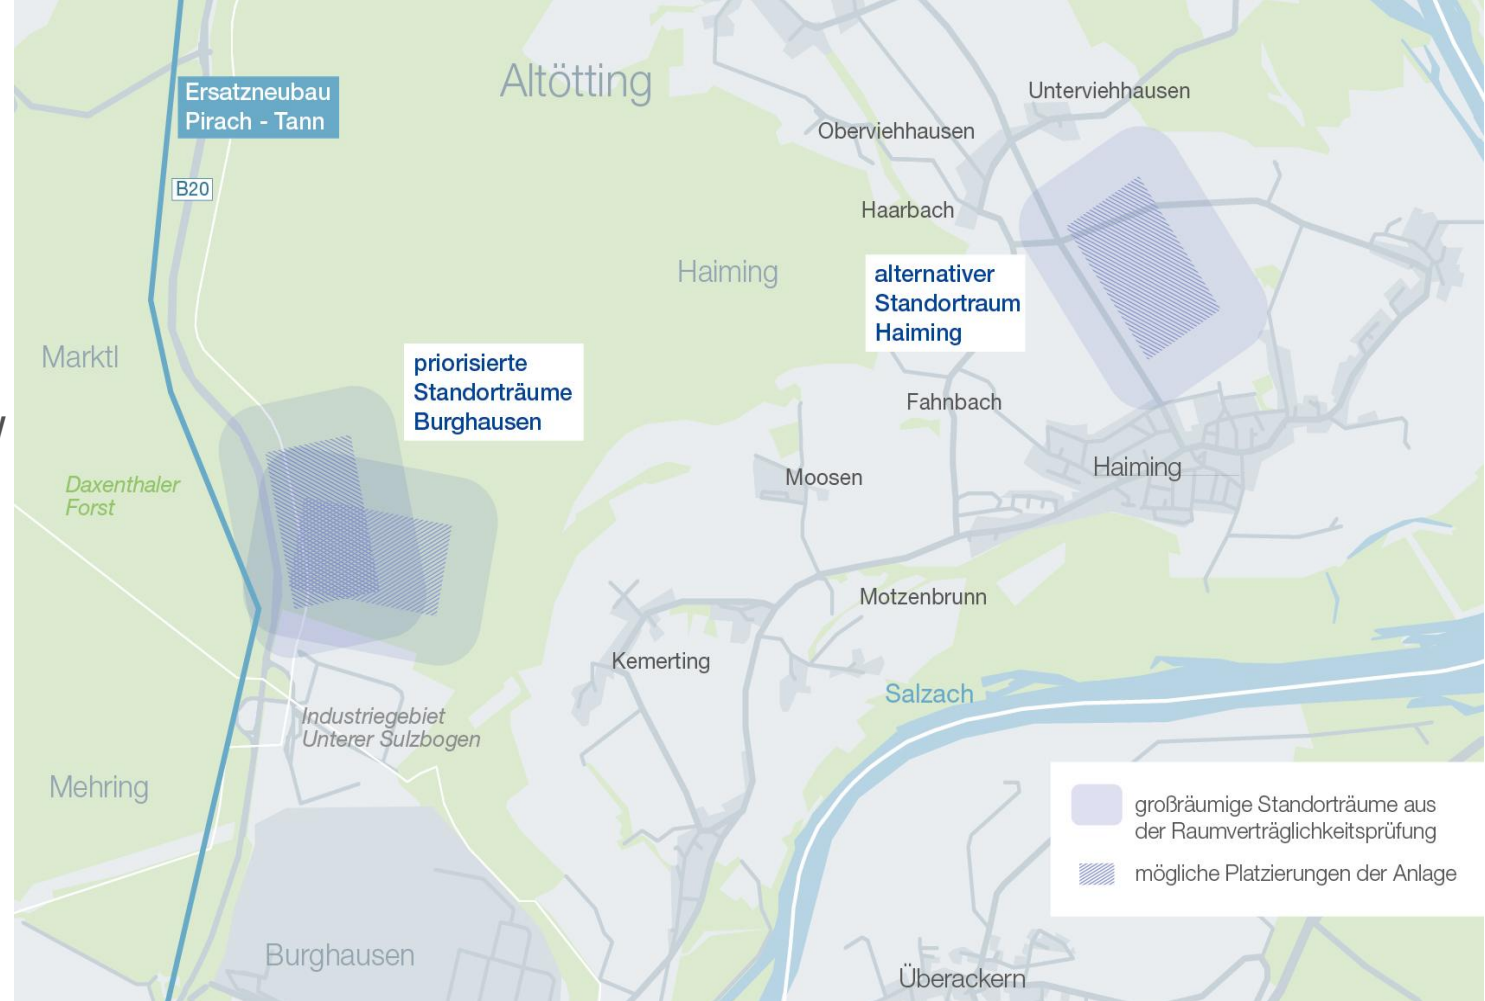 Ersatzneubau
Pirach - Tann
Altötting
Unterviehhausen
Oberviehhausen
B20
Haarbach
Haiming
alternativer
Standortraum
Haiming
Marktl
priorisierte
Standorträume
Burghausen
Fahnbach
Haiming
Moosen
Daxenthaler
Forst
Motzenbrunn
Kemerting
Salzach
Industriegebiet
Unterer Sulzbogen
Mehring
großräumige Standorträume aus
der Raumverträglichkeitsprüfung
mögliche Platzierungen der Anlage
Burghausen
Überackern